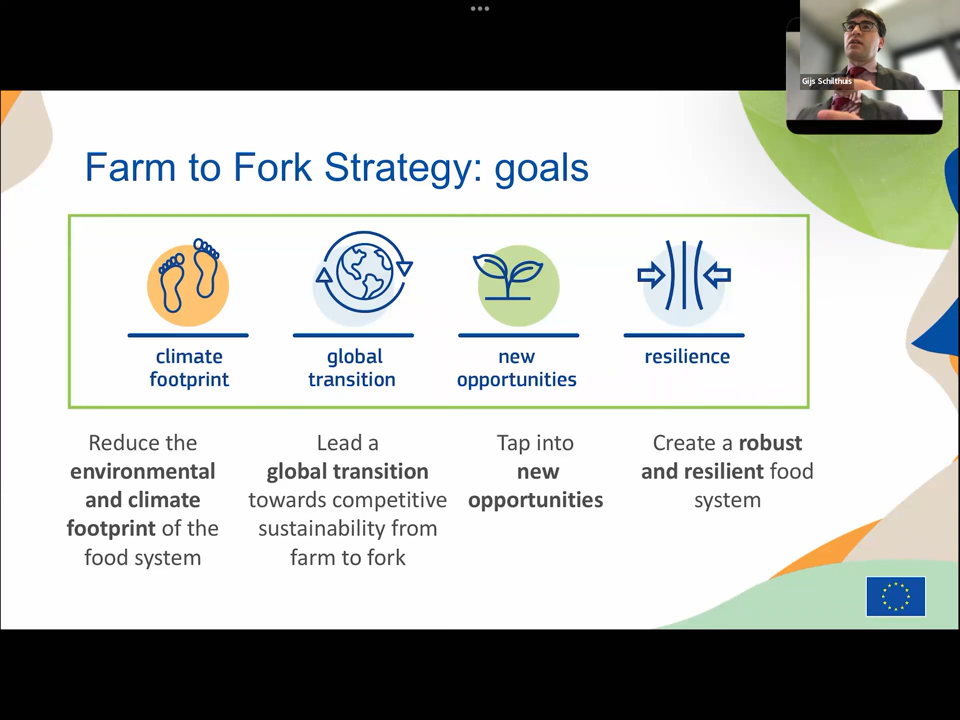 Gijs Schilthuis
Farm to Fork Strategy: goals
climate
footprint
global
transition
new
opportunities
resilience
Reduce the
environmental
and climate
footprint of the
food system
Lead a
global transition
towards competitive
sustainability from
farm to fork
Tap into
new
opportunities
Create a robust
and resilient food
system